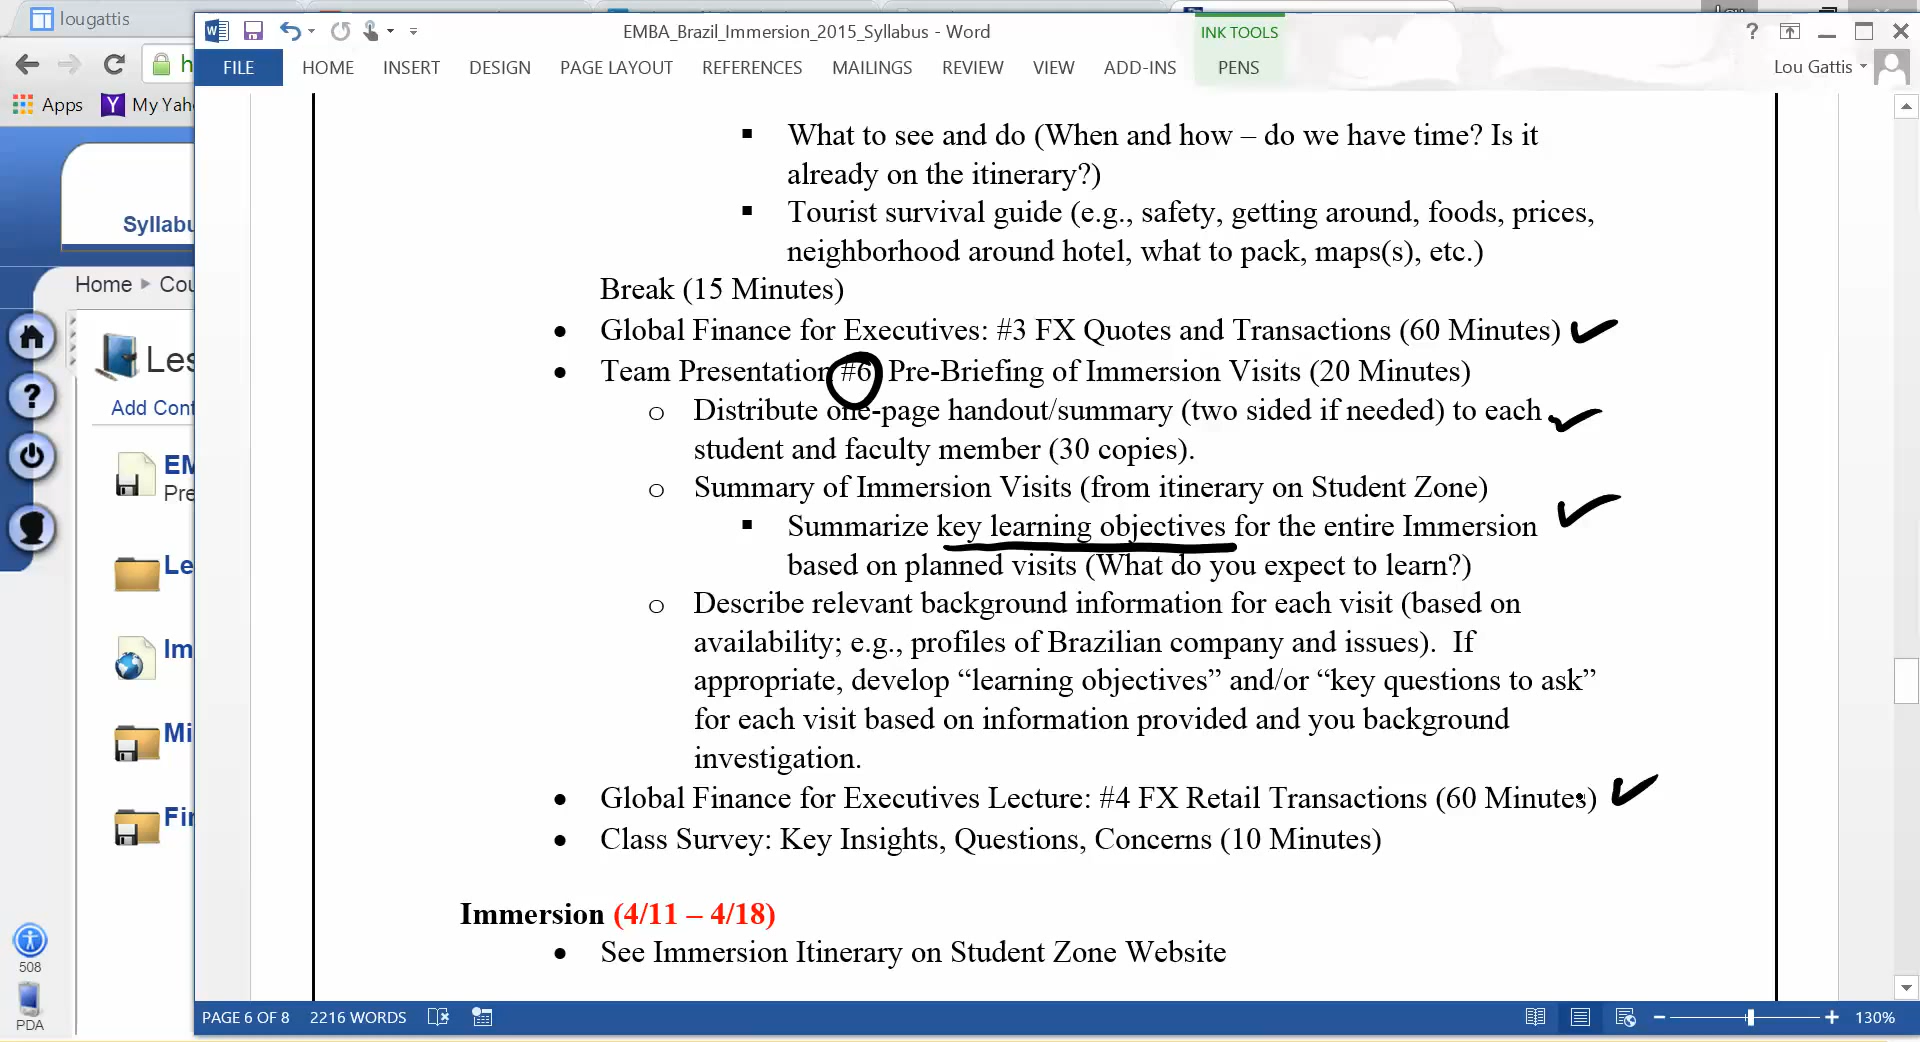 lougattis
EMBA_Brazil_Immersion_2015_Syllabus - Word
INK TOOLS
?
FILE HOME INSERT DESIGN PAGE LAYOUT REFERENCES MAILINGS REVIEW VIEW ADD-INS PENS
Lou Gattis
h
Apps
My Yah
Syllabu
Home
Cou
Les
Add Cont
EM
Pre
Le
Im
Mi
Fin
508
PDA
▪ What to see and do (When and how – do we have time? Is it
already on the itinerary?)
▪ Tourist survival guide (e.g., safety, getting around, foods, prices,
neighborhood around hotel, what to pack, maps(s), etc.)
Break (15 Minutes)
• Global Finance for Executives: #3 FX Quotes and Transactions (60 Minutes)
• Team Presentation #6 Pre-Briefing of Immersion Visits (20 Minutes)
o Distribute one-page handout/summary (two sided if needed) to each
student and faculty member (30 copies).
o Summary of Immersion Visits (from itinerary on Student Zone)
▪ Summarize key learning objectives for the entire Immersion
based on planned visits (What do you expect to learn?)
o Describe relevant background information for each visit (based on
availability; e.g., profiles of Brazilian company and issues).  If
appropriate, develop “learning objectives” and/or “key questions to ask”
for each visit based on information provided and you background
investigation.
• Global Finance for Executives Lecture: #4 FX Retail Transactions (60 Minutes)
• Class Survey: Key Insights, Questions, Concerns (10 Minutes)
Immersion (4/11 – 4/18)
• See Immersion Itinerary on Student Zone Website
PAGE 6 OF 8 2216 WORDS
130%